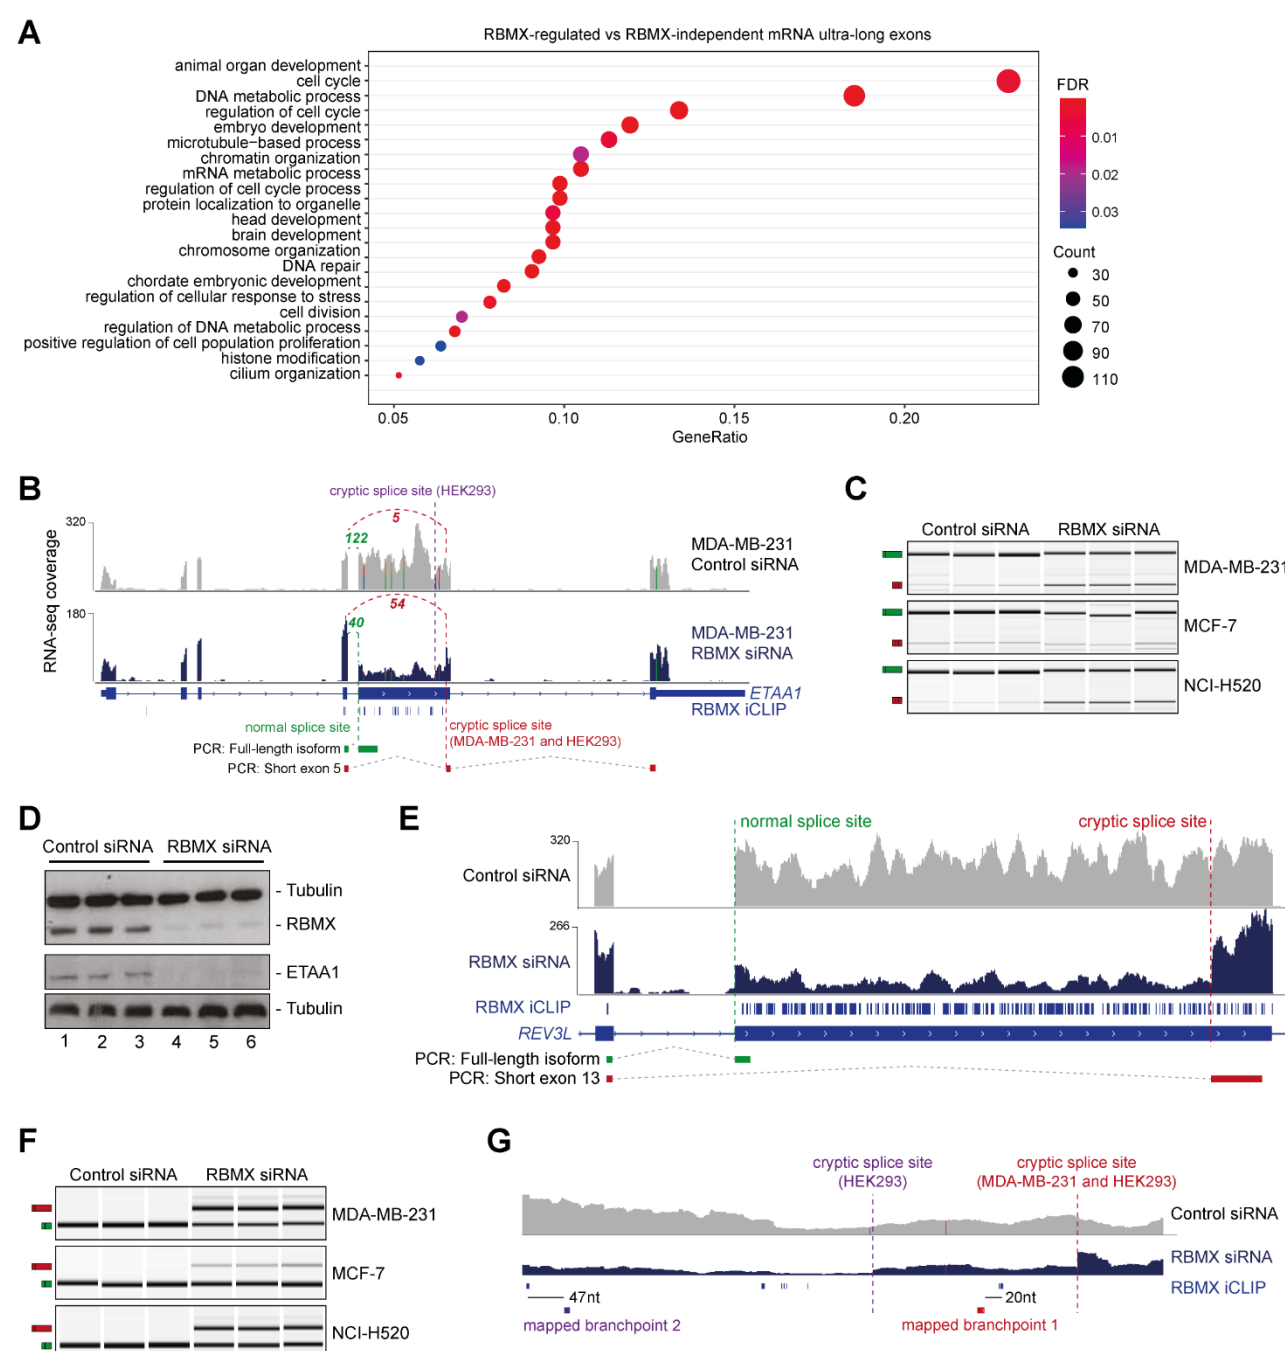 A
RBMX-regulated vs RBMX-independent mRNA ultra-long exons
animal organ development
cell cycle
DNA metabolic process
regulation of cell cycle
embryo development
microtubule-based process
chromatin organization
mRNA metabolic process
regulation of cell cycle process
protein localization to organelle
head development
brain development
chromosome organization
DNA repair
chordate embryonic development
regulation of cellular response to stress
cell division
regulation of DNA metabolic process
positive regulation of cell population proliferation
histone modification
cilium organization
0.05
0.10
0.15
0.20
GeneRatio
FDR
0.01
0.02
0.03
Count
30
50
70
90
110
B
cryptic splice site (HEK293)
RNA-seq coverage
320
5
122
MDA-MB-231
Control siRNA
180
54
40
MDA-MB-231
RBMX siRNA
ETAA1
RBMX iCLIP
normal splice site
cryptic splice site
(MDA-MB-231 and HEK293)
PCR: Full-length isoform
PCR: Short exon 5
C
Control siRNA
RBMX siRNA
MDA-MB-231
MCF-7
NCI-H520
D
Control siRNA
RBMX siRNA
- Tubulin
- RBMX
- ETAA1
- Tubulin
1 2 3 4 5 6
E
normal splice site
cryptic splice site
320
Control siRNA
266
RBMX siRNA
RBMX iCLIP
REV3L
PCR: Full-length isoform
PCR: Short exon 13
F
Control siRNA
RBMX siRNA
MDA-MB-231
MCF-7
NCI-H520
G
cryptic splice site
(HEK293)
cryptic splice site
(MDA-MB-231 and HEK293)
Control siRNA
RBMX siRNA
RBMX iCLIP
47nt
20nt
mapped branchpoint 2
mapped branchpoint 1